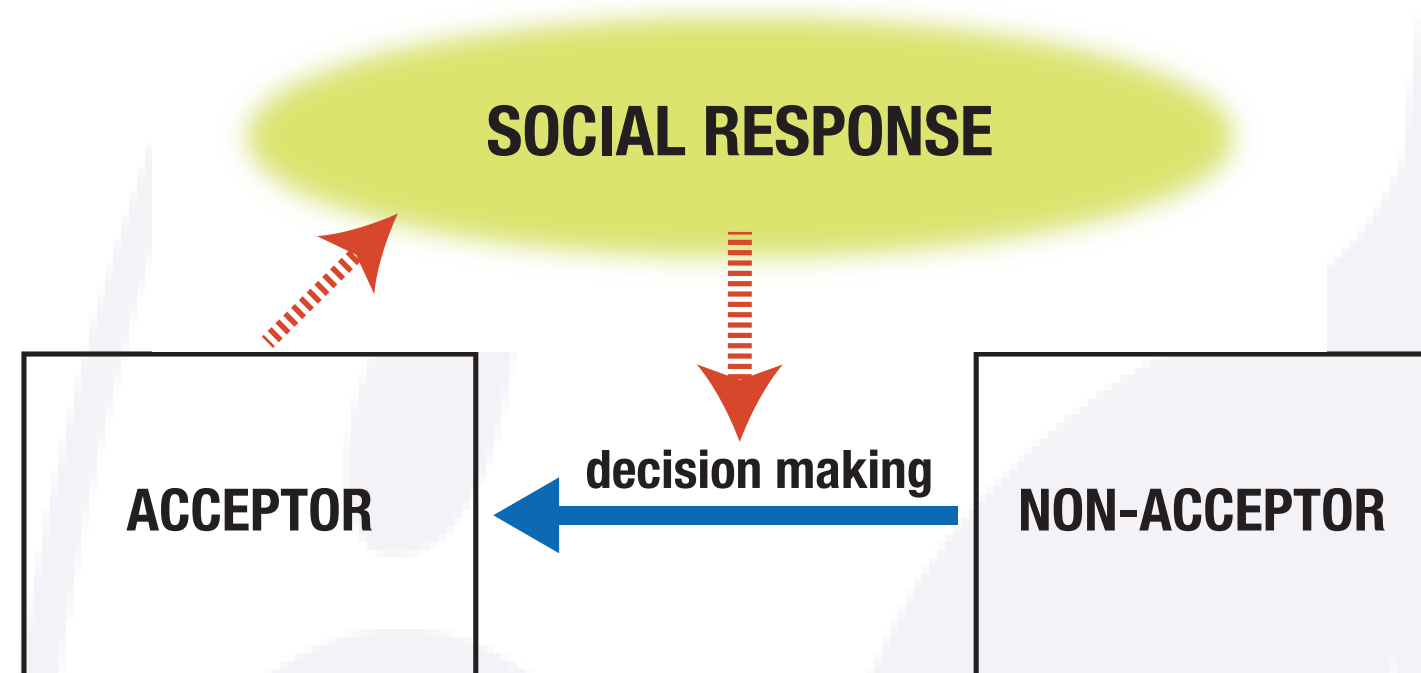 SOCIAL RESPONSE
decision making
ACCEPTOR
NON-ACCEPTOR